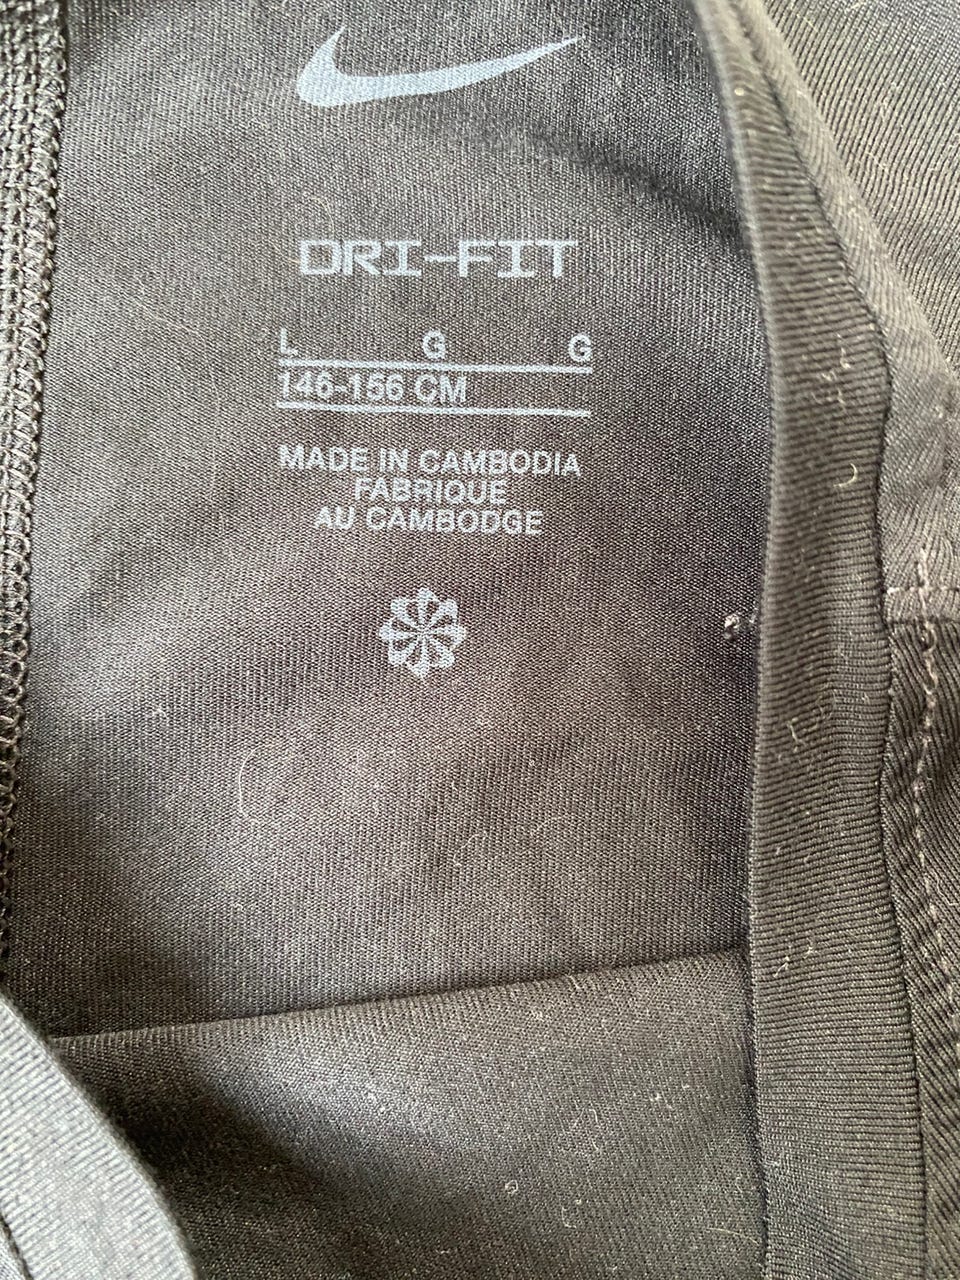 DRI-FIT
L G G
146-156 CM
MADE IN CAMBODIA
FABRIQUE
AU CAMBODGE